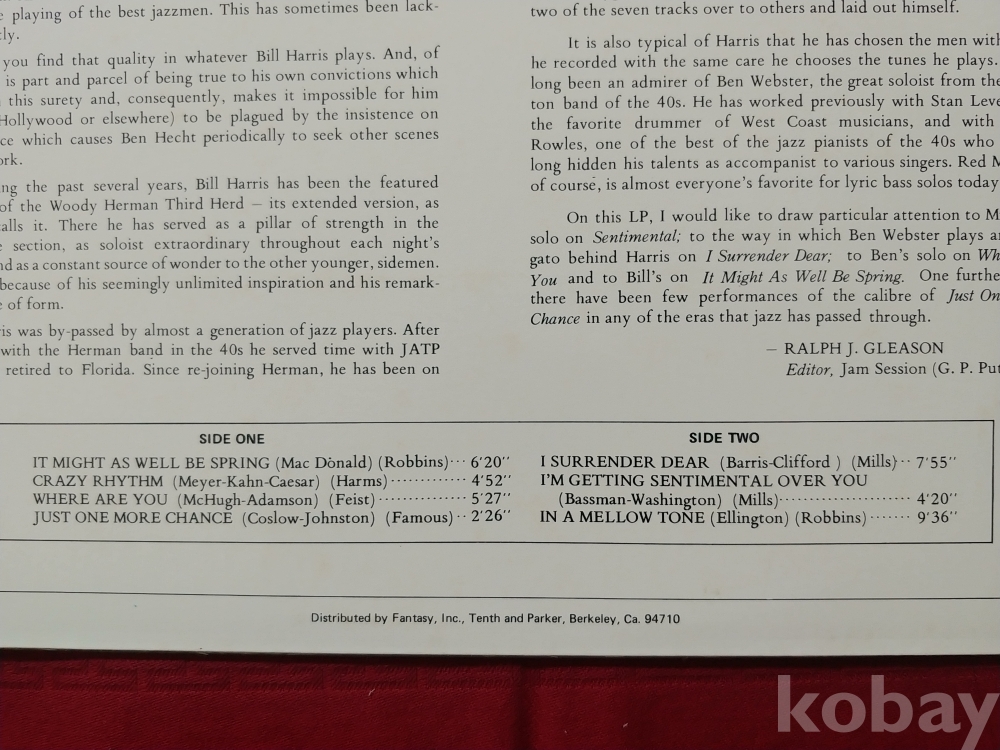 playing of the best jazzmen. This has sometimes been lack-
you find that quality in whatever Bill Harris plays. And, of
is part and parcel of being true to his own convictions which
this surety and, consequently, makes it impossible for him
Hollywood or elsewhere) to be plagued by the insistence on
ce which causes Ben Hecht periodically to seek other scenes
ork.
ng the past several years, Bill Harris has been the featured
of the Woody Herman Third Herd — its extended version, as
alls it. There he has served as a pillar of strength in the
section, as soloist extraordinary throughout each night's
nd as a constant source of wonder to the other younger, sidemen.
because of his seemingly unlimited inspiration and his remark-
e of form.
is was by-passed by almost a generation of jazz players. After
with the Herman band in the 40s he served time with JATP
retired to Florida. Since re-joining Herman, he has been on
two of the seven tracks over to others and laid out himself.
It is also typical of Harris that he has chosen the men with
he recorded with the same care he chooses the tunes he plays.
long been an admirer of Ben Webster, the great soloist from the
ton band of the 40s. He has worked previously with Stan Leve
the favorite drummer of West Coast musicians, and with
Rowles, one of the best of the jazz pianists of the 40s who
long hidden his talents as accompanist to various singers. Red M
of course, is almost everyone's favorite for lyric bass solos today
On this LP, I would like to draw particular attention to M
solo on Sentimental; to the way in which Ben Webster plays a
gato behind Harris on I Surrender Dear; to Ben's solo on Wh
You and to Bill's on It Might As Well Be Spring. One furthe
there have been few performances of the calibre of Just On
Chance in any of the eras that jazz has passed through.
— RALPH J. GLEASON
Editor, Jam Session (G. P. Put
SIDE ONE
IT MIGHT AS WELL BE SPRING (Mac Donald) (Robbins)··· 6'20''
CRAZY RHYTHM (Meyer-Kahn-Caesar) (Harms)············ 4'52''
WHERE ARE YOU (McHugh-Adamson) (Feist)·············· 5'27''
JUST ONE MORE CHANCE (Coslow-Johnston) (Famous)·· 2'26''
SIDE TWO
I SURRENDER DEAR (Barris-Clifford ) (Mills)·· 7'55''
I'M GETTING SENTIMENTAL OVER YOU
(Bassman-Washington) (Mills)····················· 4'20''
IN A MELLOW TONE (Ellington) (Robbins)······· 9'36''
Distributed by Fantasy, Inc., Tenth and Parker, Berkeley, Ca. 94710
kobay